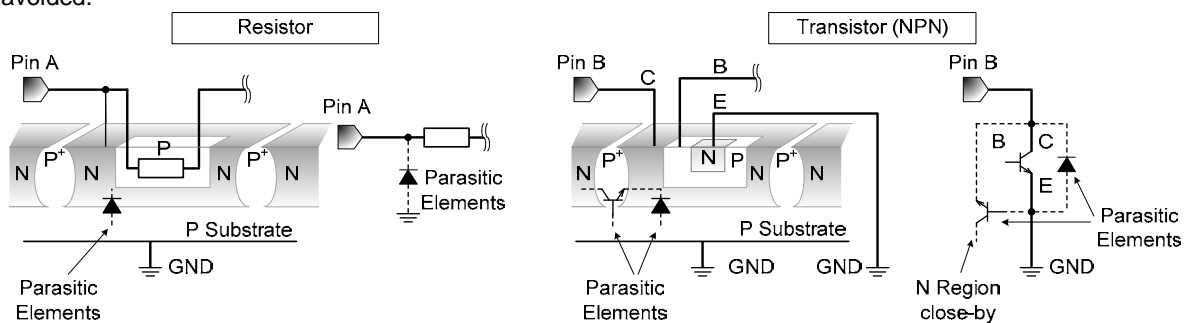 avoided.
Resistor
Transistor (NPN)
Pin A
Pin A
N
P+
N
P
N
P+
N
Parasitic
Elements
P Substrate
GND
Parasitic
Elements
Pin B
C
B
E
N
P+
N
N
P
N
P+
N
P Substrate
GND
GND
Parasitic
Elements
Pin B
B
C
E
Parasitic
Elements
GND
N Region
close-by